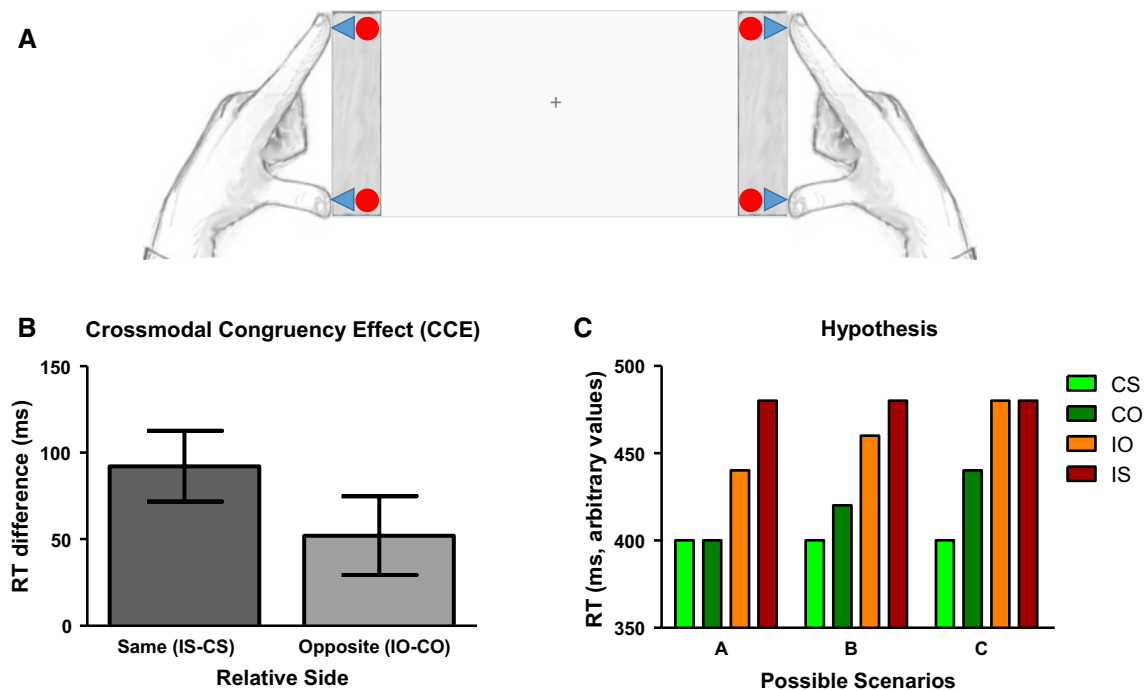 A
B
Crossmodal Congruency Effect (CCE)
150
100
50
0
RT difference (ms)
Same (IS-CS)
Opposite (IO-CO)
Relative Side
C
Hypothesis
500
450
400
350
RT (ms, arbitrary values)
A
B
C
Possible Scenarios
CS
CO
IO
IS